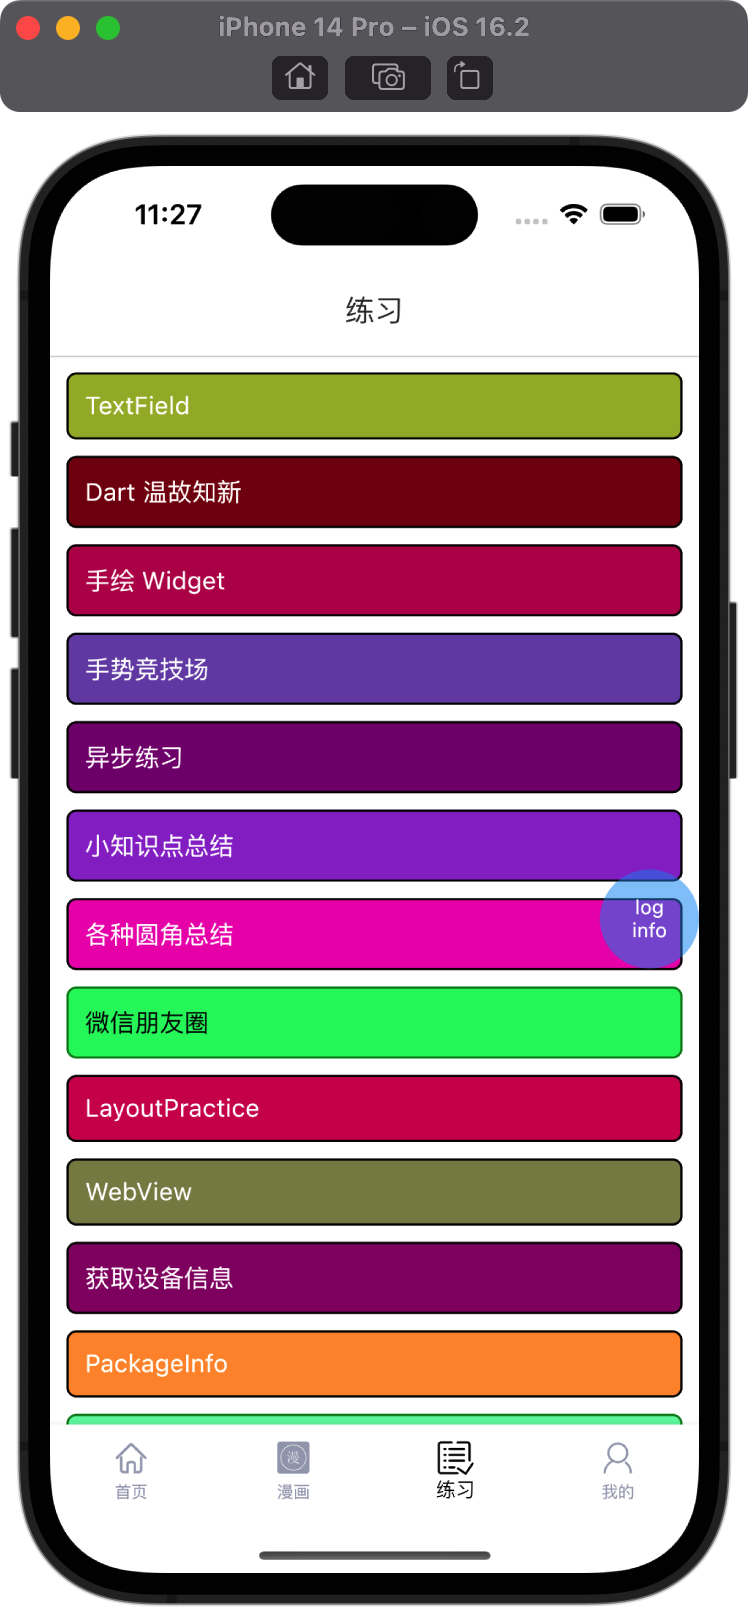 iPhone 14 Pro – iOS 16.2
11:27
练习
TextField
Dart 温故知新
手绘 Widget
手势竞技场
异步练习
小知识点总结
各种圆角总结
log
info
微信朋友圈
LayoutPractice
WebView
获取设备信息
PackageInfo
漫
首页
漫画
练习
我的